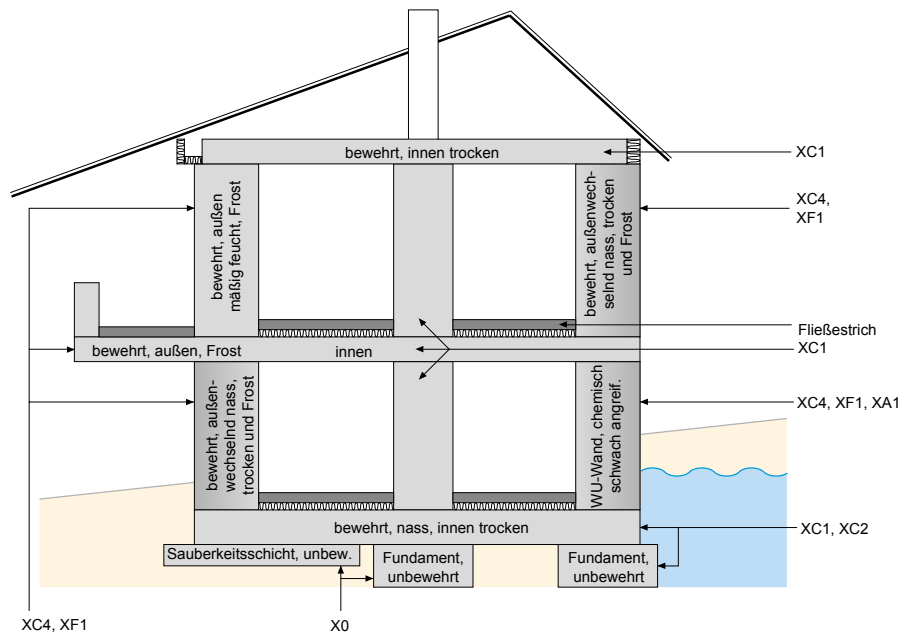 bewehrt, innen trocken
XC1
bewehrt, außen
mäßig feucht, Frost
bewehrt, außenwech-
selnd nass, trocken
und Frost
XC4,
XF1
Fließestrich
bewehrt, außen, Frost
innen
XC1
bewehrt, außen-
wechselnd nass,
trocken und Frost
WU-Wand, chemisch
schwach angreif.
XC4, XF1, XA1
bewehrt, nass, innen trocken
XC1, XC2
Sauberkeitsschicht, unbew.
Fundament,
unbewehrt
Fundament,
unbewehrt
XC4, XF1
X0